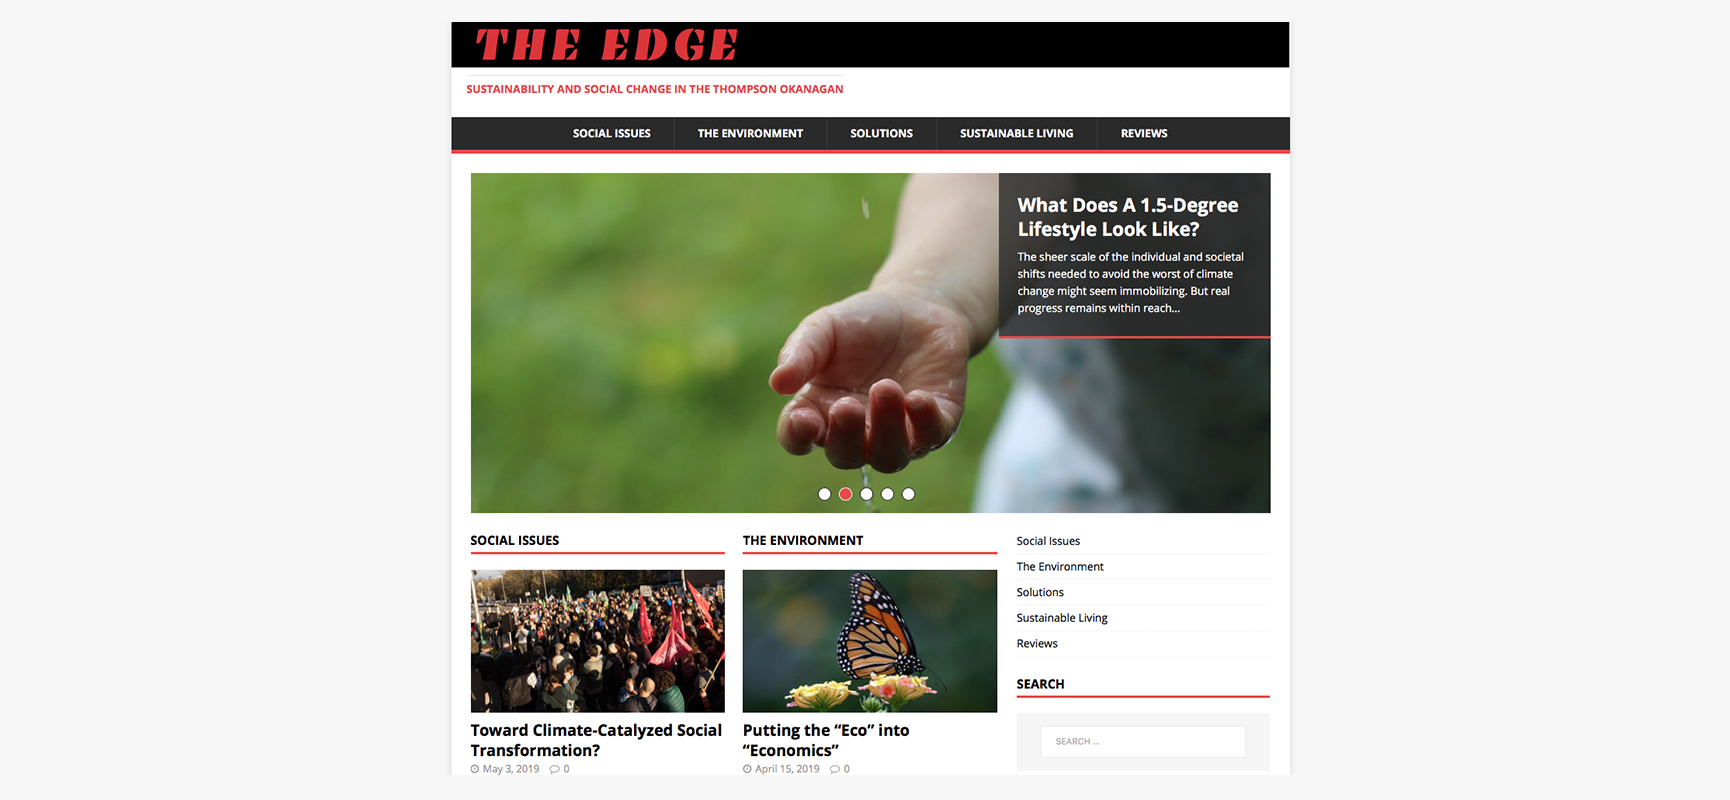 THE EDGE
SUSTAINABILITY AND SOCIAL CHANGE IN THE THOMPSON OKANAGAN
SOCIAL ISSUES
THE ENVIRONMENT
SOLUTIONS
SUSTAINABLE LIVING
REVIEWS
What Does A 1.5-Degree
Lifestyle Look Like?
The sheer scale of the individual and societal
shifts needed to avoid the worst of climate
change might seem immobilizing. But real
progress remains within reach...
SOCIAL ISSUES
Toward Climate-Catalyzed Social
Transformation?
May 3, 2019 0
THE ENVIRONMENT
Putting the “Eco” into
“Economics”
April 15, 2019 0
Social Issues
The Environment
Solutions
Sustainable Living
Reviews
SEARCH
SEARCH ...